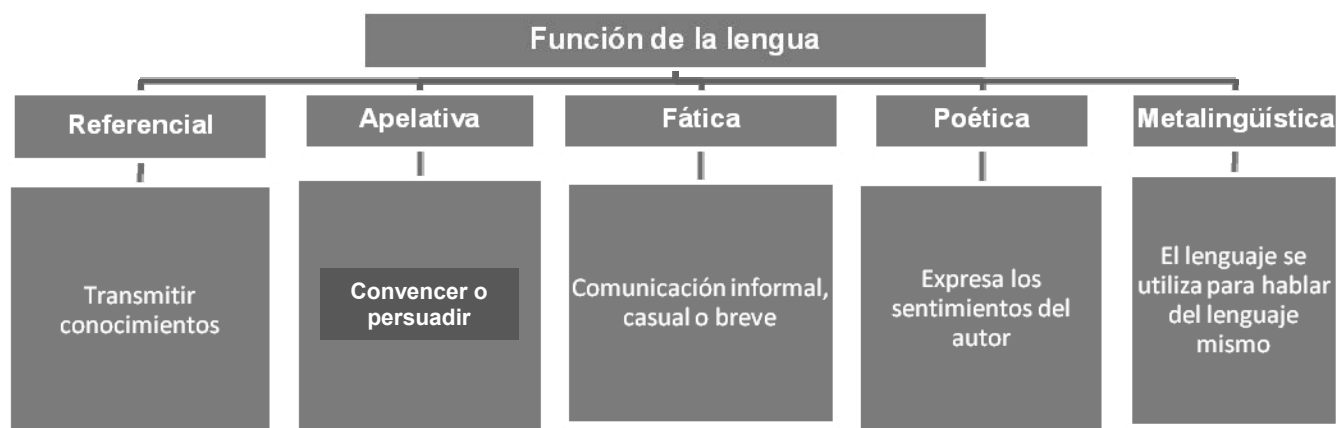 Función de la lengua
Referencial
Apelativa
Fática
Poética
Metalingüística
Transmitir
conocimientos
Convencer o
persuadir
Comunicación informal,
casual o breve
Expresa los
sentimientos del
autor
El lenguaje se
utiliza para hablar
del lenguaje
mismo